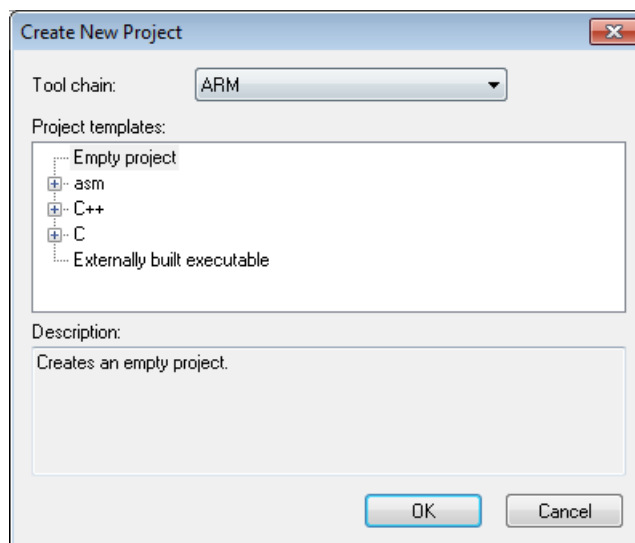 Create New Project
Tool chain: ARM
Project templates:
Empty project
asm
C++
C
Externally built executable
Description:
Creates an empty project.
OK Cancel